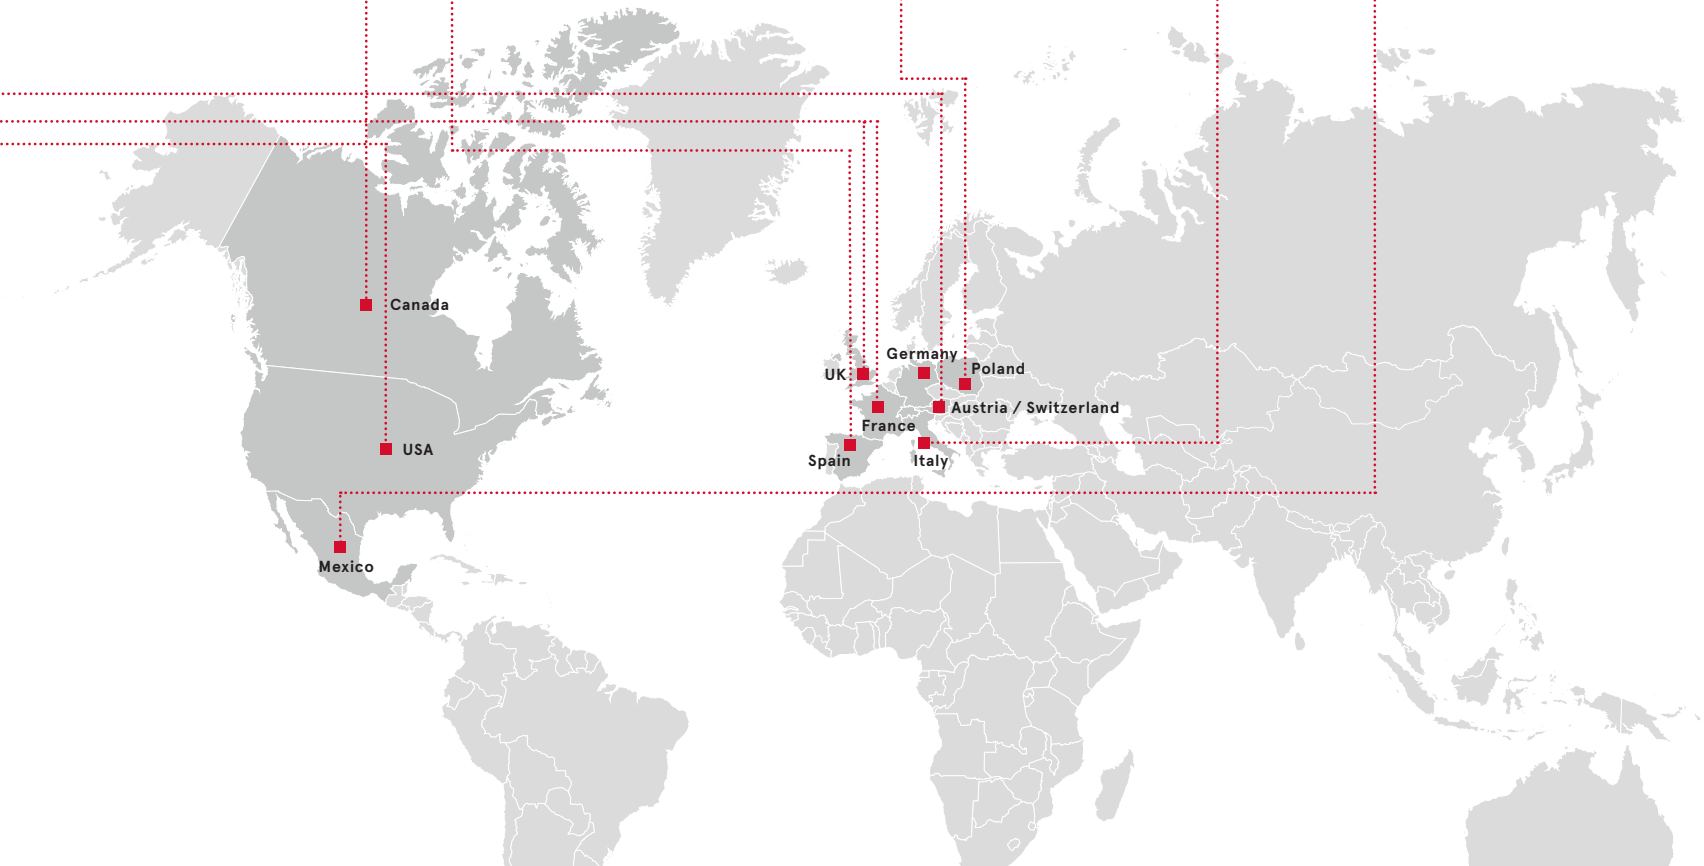 Canada
Germany
Poland
UK
Austria / Switzerland
France
USA
Spain
Italy
Mexico